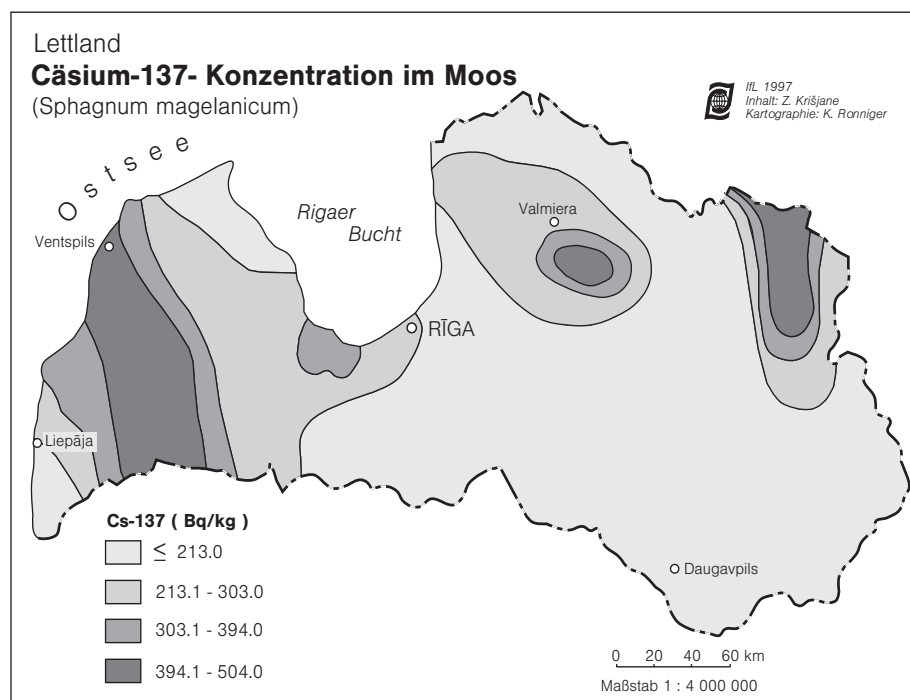 Lettland
Cäsium-137- Konzentration im Moos
(Sphagnum magelanicum)
IfL 1997
Inhalt: Z. Krišjane
Kartographie: K. Ronniger
Ostsee
Rigaer
Bucht
Valmiera
Ventspils
RĪGA
Liepāja
Cs-137 ( Bq/kg )
≤ 213.0
213.1 - 303.0
303.1 - 394.0
394.1 - 504.0
Daugavpils
0 20 40 60 km
Maßstab 1 : 4 000 000